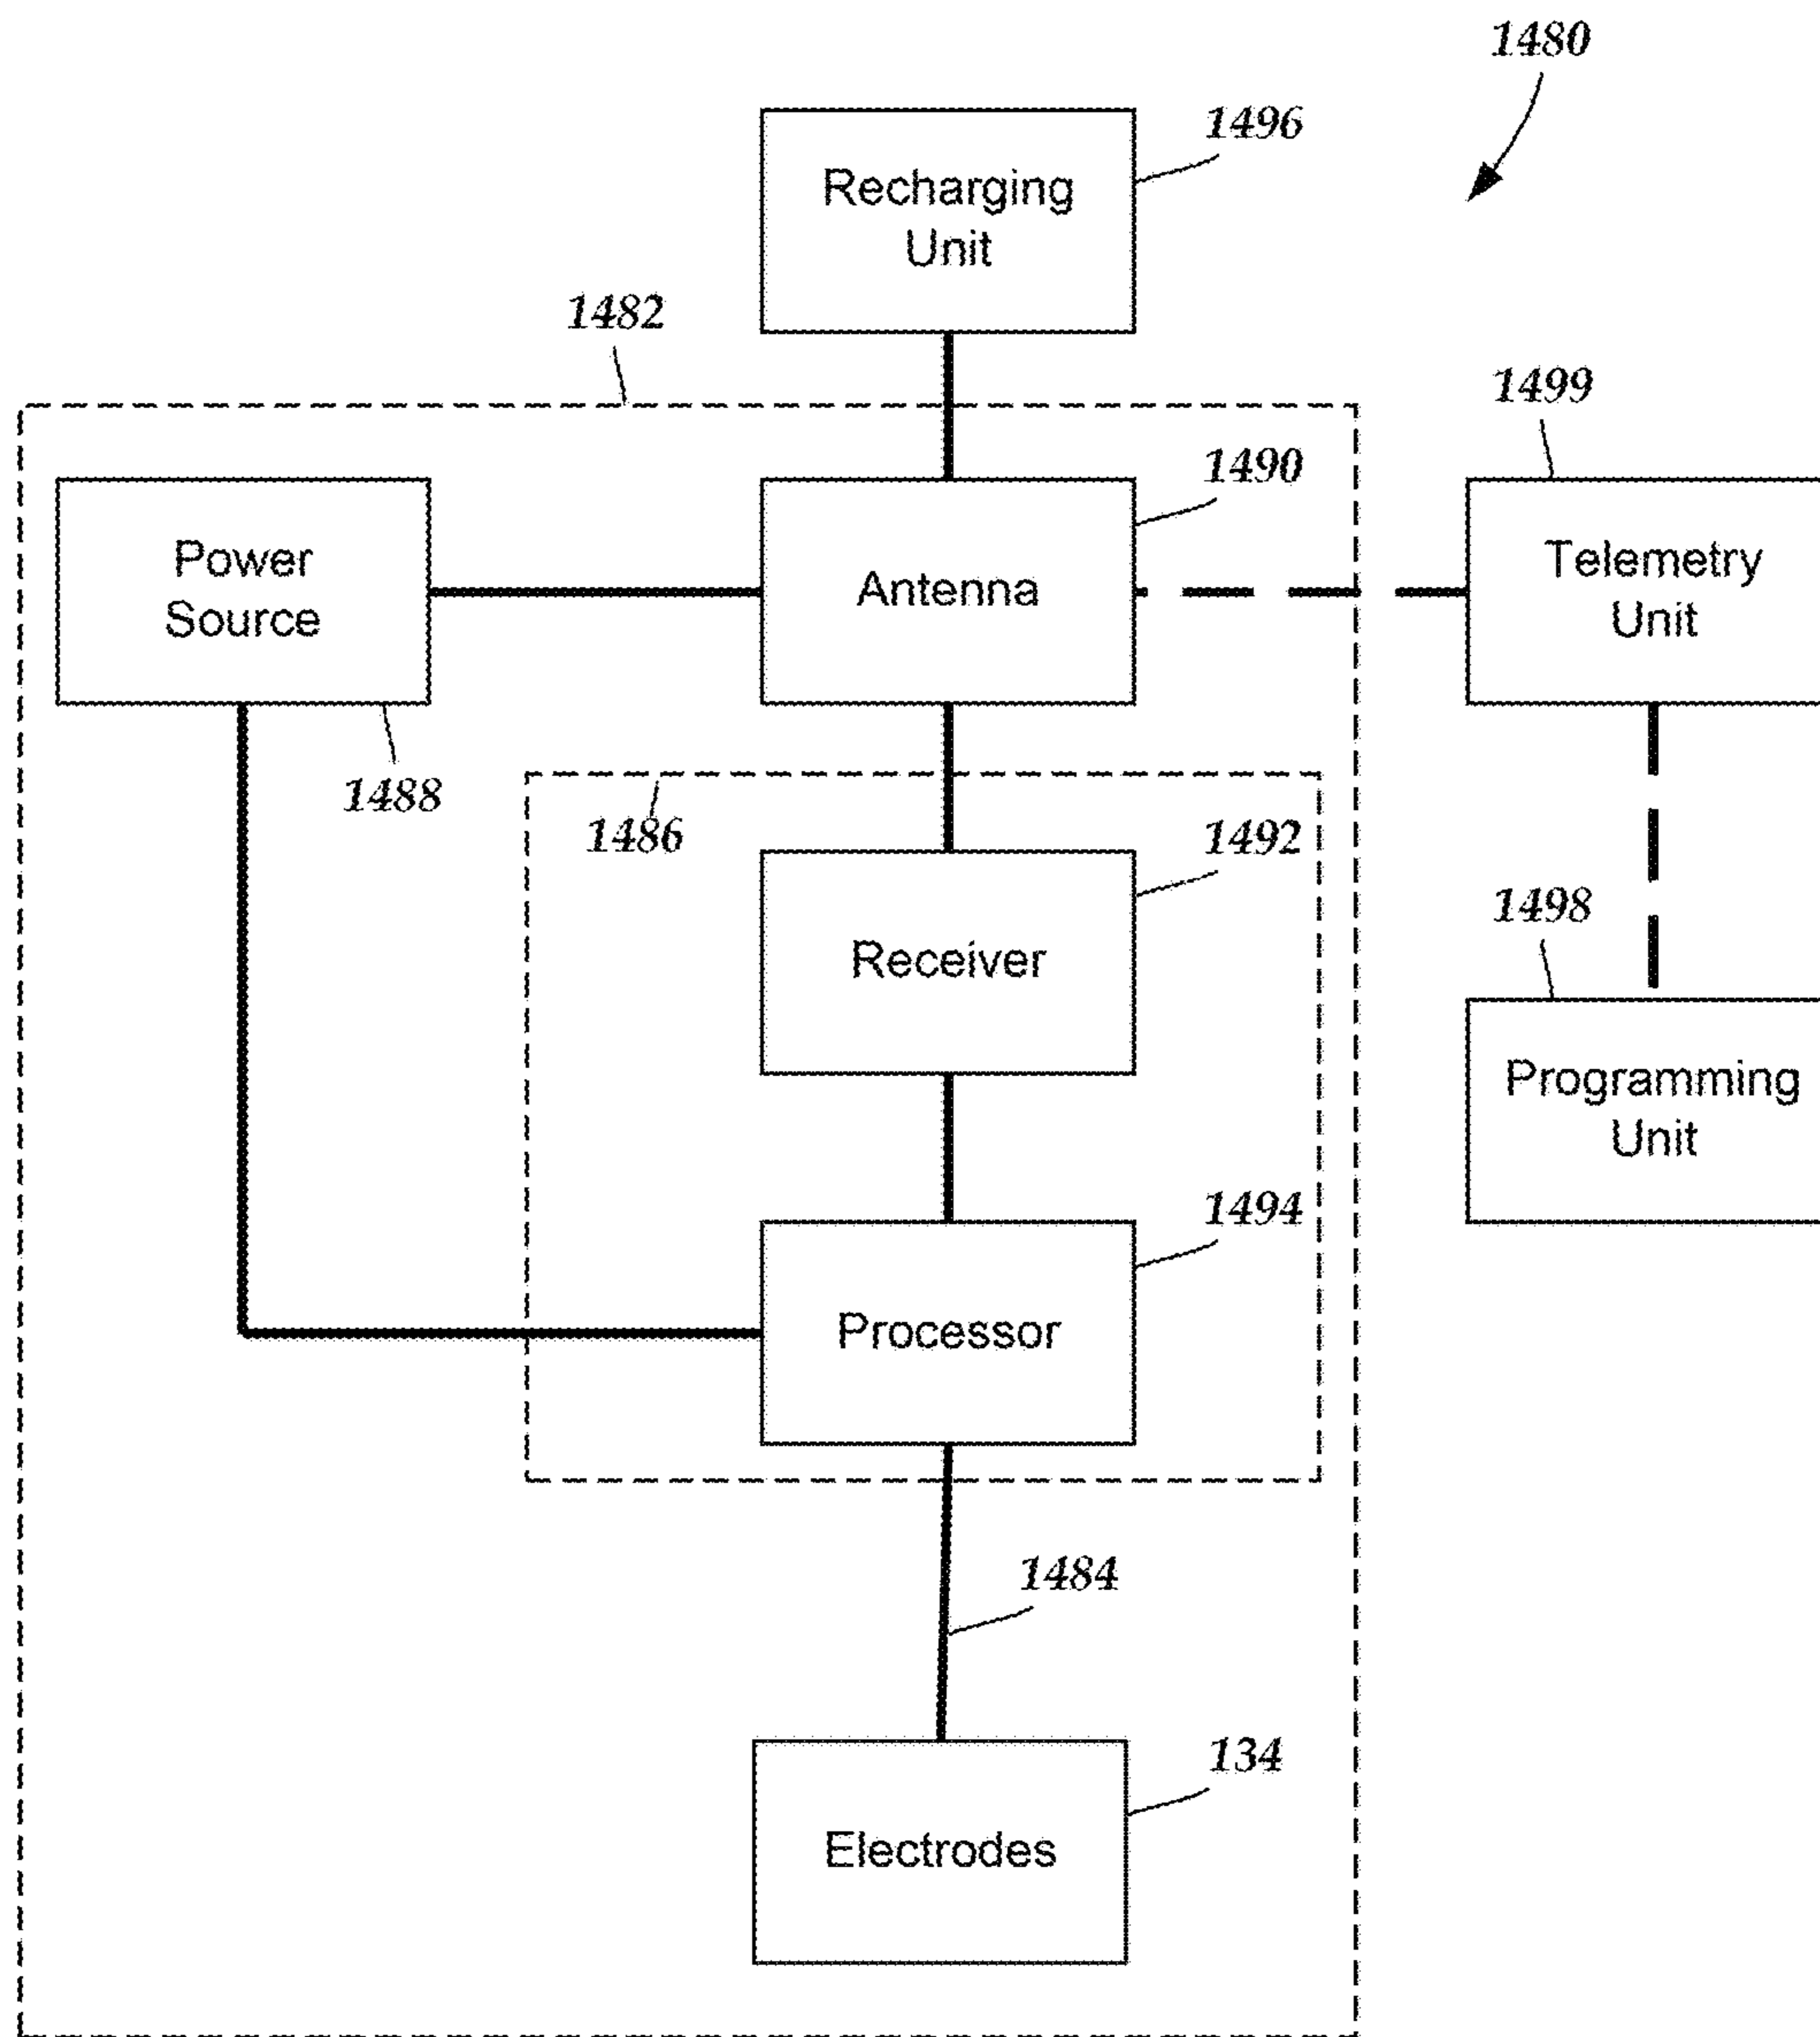 1480
1496
Recharging
Unit
1482
1499
1490
Power
Source
Antenna
Telemetry
Unit
1488
1486
1492
1498
Receiver
Programming
Unit
1494
Processor
1484
134
Electrodes